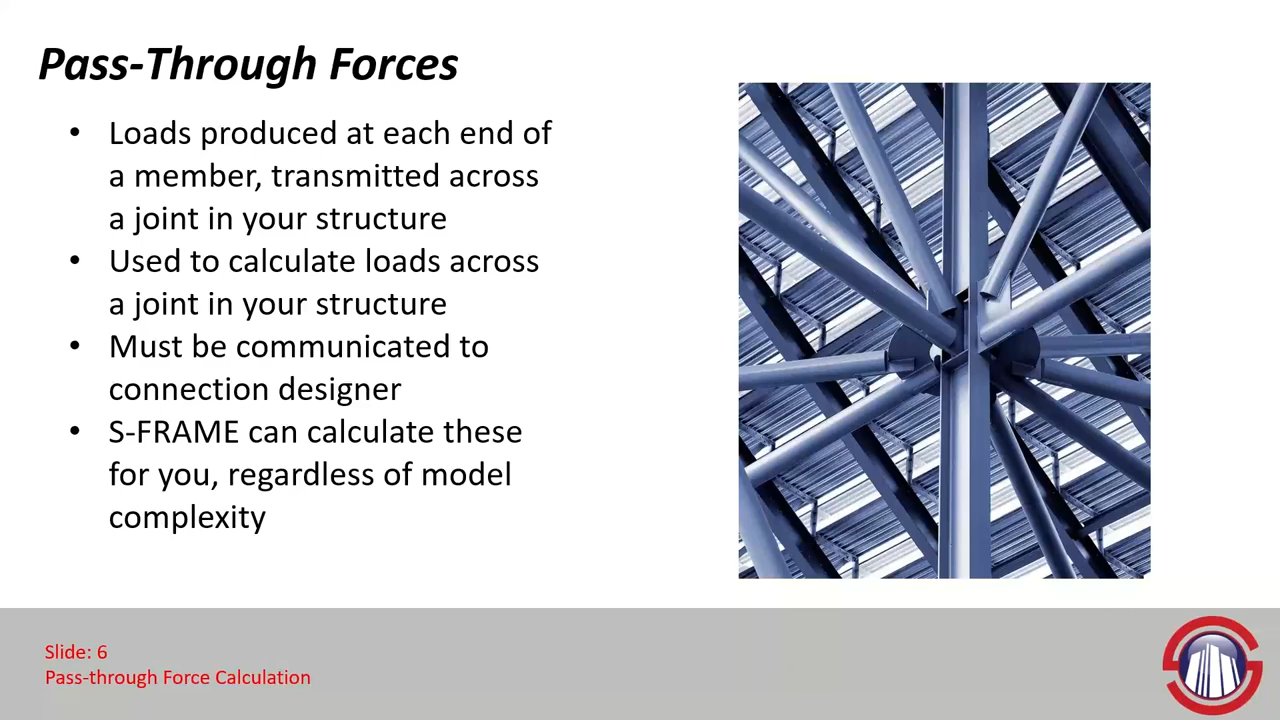 Pass-Through Forces
• Loads produced at each end of
a member, transmitted across
a joint in your structure
• Used to calculate loads across
a joint in your structure
• Must be communicated to
connection designer
• S-FRAME can calculate these
for you, regardless of model
complexity
Slide: 6
Pass-through Force Calculation